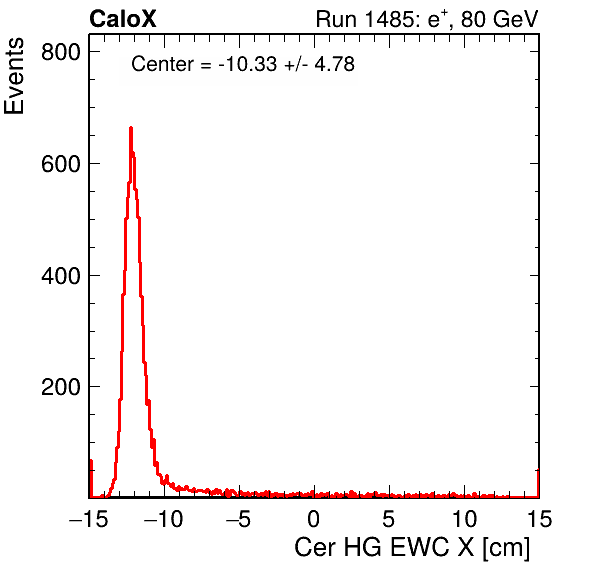 CaloX Run 1485: e⁺, 80 GeV
Center = -10.33 +/- 4.78
Events
800
600
400
200
−15 −10 −5 0 5 10 15
Cer HG EWC X [cm]